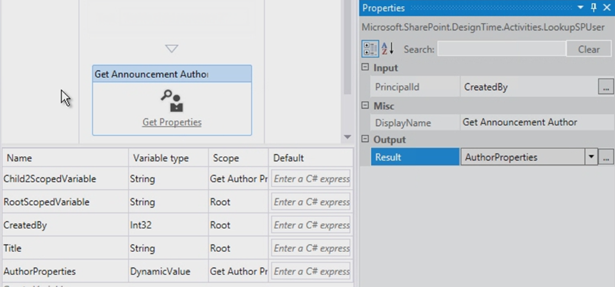 Get Announcement Author
Get Properties
Name Variable type Scope Default
Child2ScopedVariable String Get Author Pr Enter a C# express
RootScopedVariable String Root Enter a C# express
CreatedBy Int32 Root Enter a C# express
Title String Root Enter a C# express
AuthorProperties DynamicValue Get Author Pr Enter a C# express
Properties
Microsoft.SharePoint.DesignTime.Activities.LookupSPUser
Search: Clear
Input
PrincipalId CreatedBy ...
Misc
DisplayName Get Announcement Author
Output
Result AuthorProperties ...